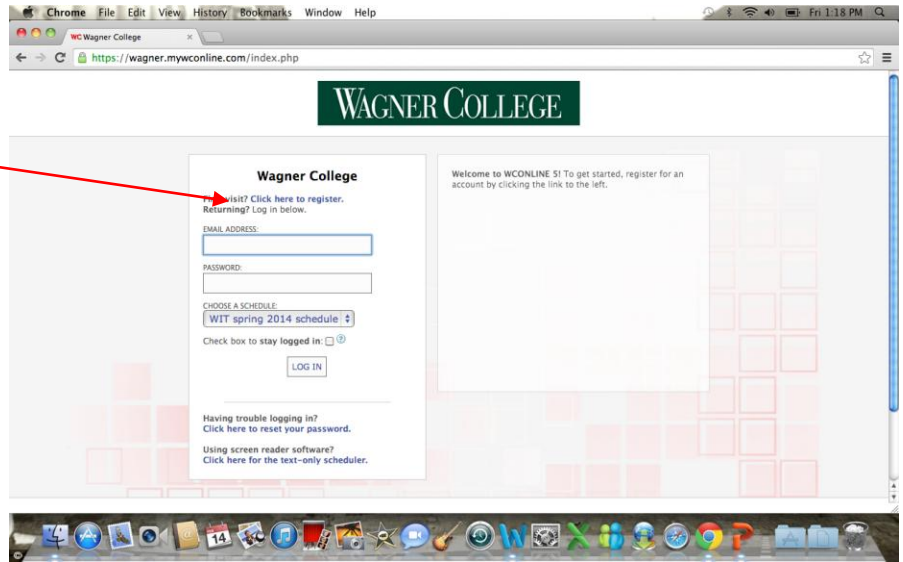 Chrome File Edit View History Bookmarks Window Help Fri 1:18 PM
WC Wagner College
https://wagner.mywconline.com/index.php
WAGNER COLLEGE
Wagner College
visit? Click here to register.
Returning? Log in below.
EMAIL ADDRESS:
PASSWORD:
CHOOSE A SCHEDULE:
WIT spring 2014 schedule
Check box to stay logged in: ?
LOG IN
Having trouble logging in?
Click here to reset your password.
Using screen reader software?
Click here for the text-only scheduler.
Welcome to WCONLINE 5! To get started, register for an
account by clicking the link to the left.
14